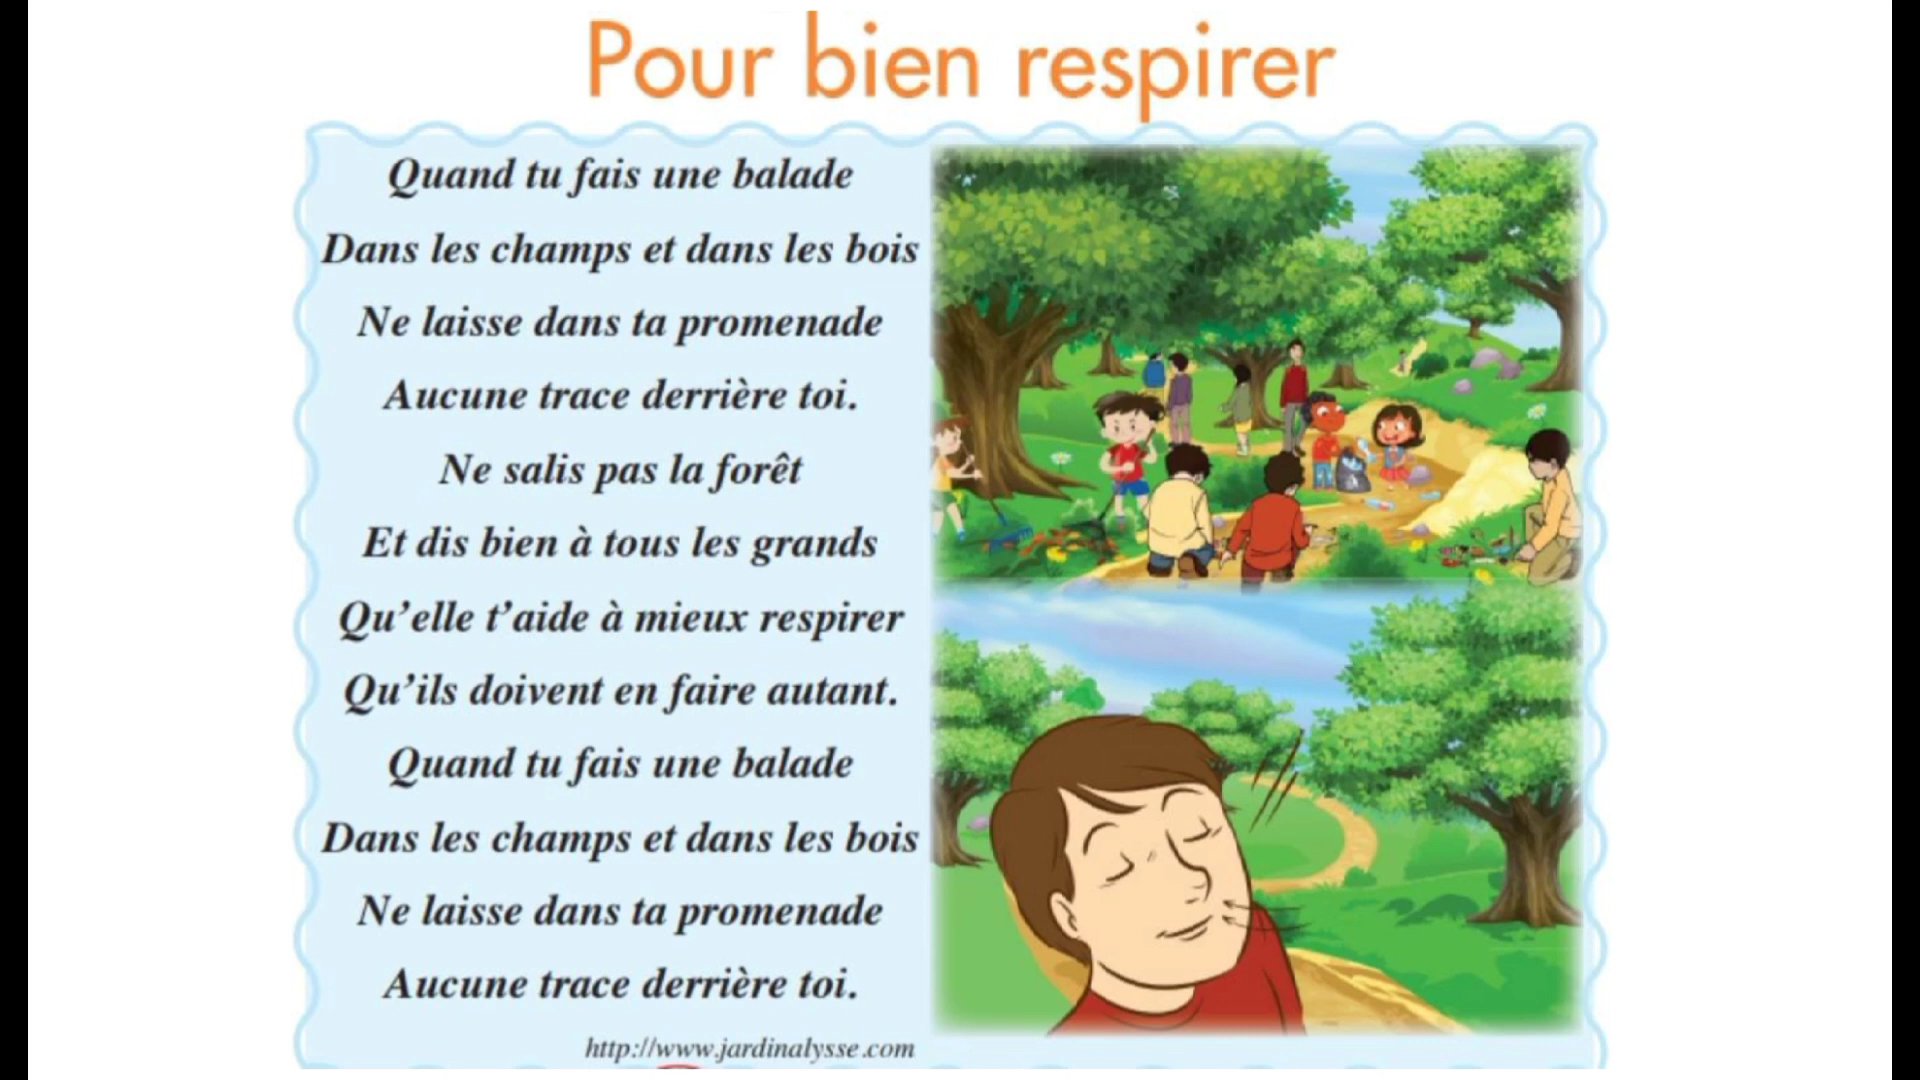 Pour bien respirer
Quand tu fais une balade
Dans les champs et dans les bois
Ne laisse dans ta promenade
Aucune trace derrière toi.
Ne salis pas la forêt
Et dis bien à tous les grands
Qu’elle t’aide à mieux respirer
Qu’ils doivent en faire autant.
Quand tu fais une balade
Dans les champs et dans les bois
Ne laisse dans ta promenade
Aucune trace derrière toi.
http://www.jardinalysse.com